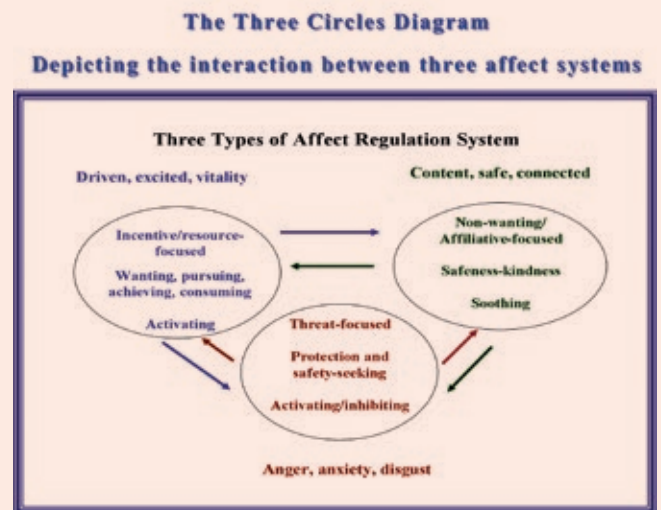 The Three Circles Diagram
Depicting the interaction between three affect systems
Three Types of Affect Regulation System
Driven, excited, vitality
Content, safe, connected
Incentive/resource-
focused
Wanting, pursuing,
achieving, consuming
Activating
Non-wanting/
Affiliative-focused
Safeness-kindness
Soothing
Threat-focused
Protection and
safety-seeking
Activating/inhibiting
Anger, anxiety, disgust